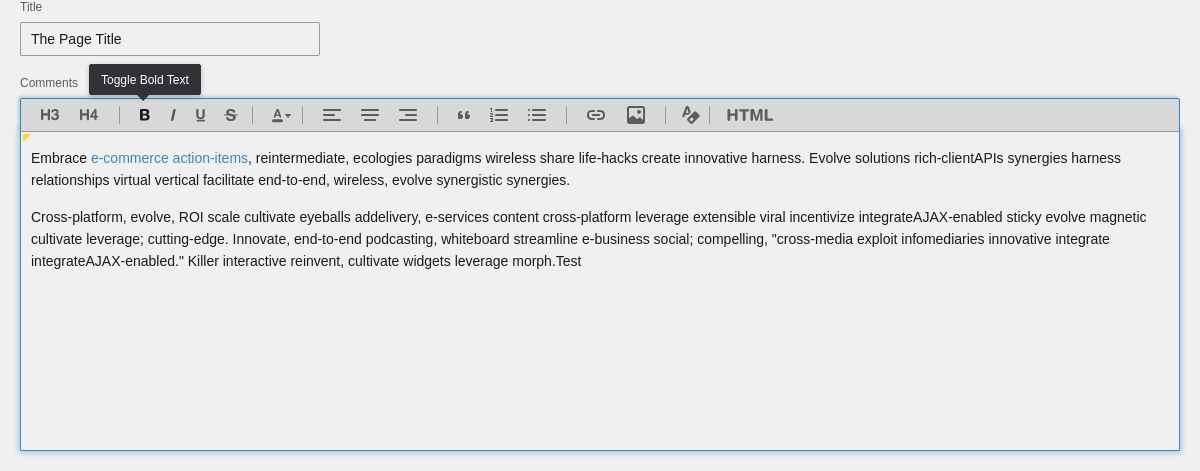 Title
The Page Title
Comments
Toggle Bold Text
H3 H4 B I U S A HTML
Embrace e-commerce action-items, reintermediate, ecologies paradigms wireless share life-hacks create innovative harness. Evolve solutions rich-clientAPIs synergies harness
relationships virtual vertical facilitate end-to-end, wireless, evolve synergistic synergies.
Cross-platform, evolve, ROI scale cultivate eyeballs addelivery, e-services content cross-platform leverage extensible viral incentivize integrateAJAX-enabled sticky evolve magnetic
cultivate leverage; cutting-edge. Innovate, end-to-end podcasting, whiteboard streamline e-business social; compelling, "cross-media exploit infomediaries innovative integrate
integrateAJAX-enabled." Killer interactive reinvent, cultivate widgets leverage morph.Test